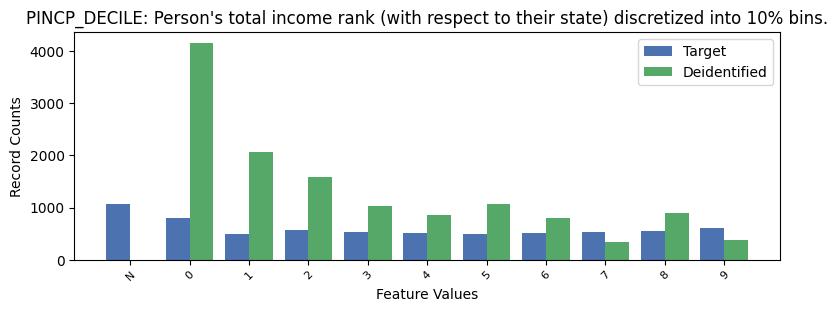 PINCP_DECILE: Person's total income rank (with respect to their state) discretized into 10% bins.
Target
Deidentified
Record Counts
4000
3000
2000
1000
0
N 0 1 2 3 4 5 6 7 8 9
Feature Values